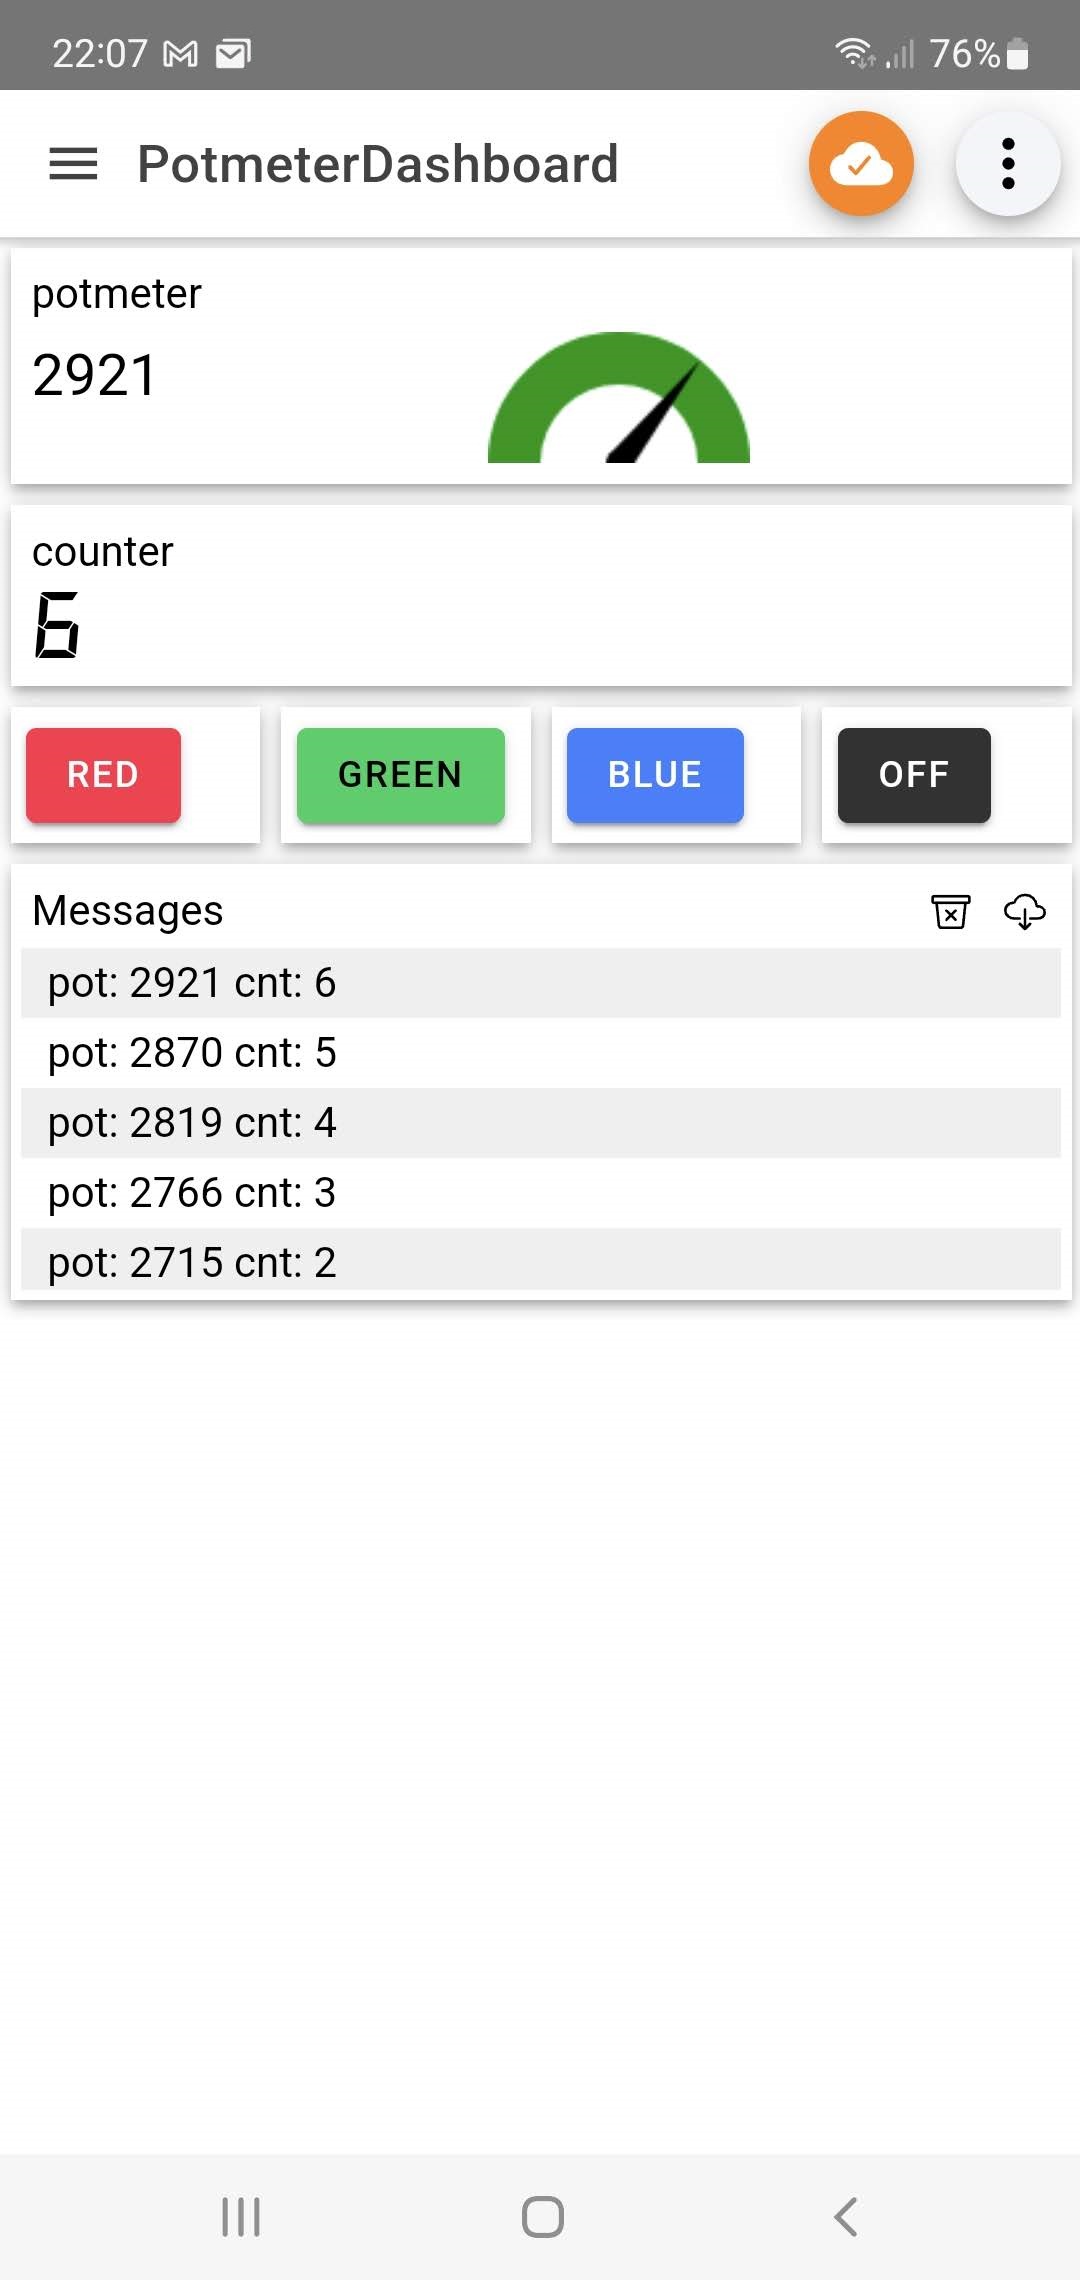 22:07 76%
PotmeterDashboard
potmeter
2921
counter
6
RED GREEN BLUE OFF
Messages
pot: 2921 cnt: 6
pot: 2870 cnt: 5
pot: 2819 cnt: 4
pot: 2766 cnt: 3
pot: 2715 cnt: 2